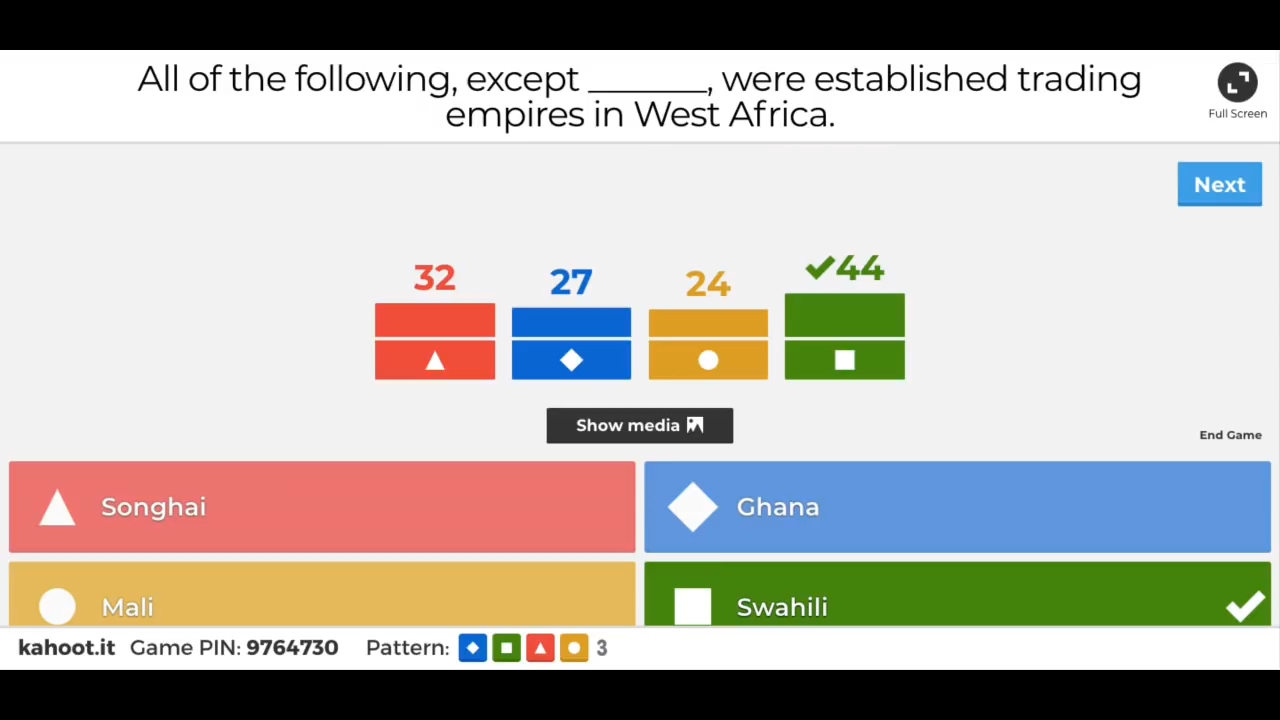 All of the following, except _______, were established trading
empires in West Africa.
Full Screen
Next
32 27 24 44
Show media
End Game
Songhai Ghana
Mali Swahili
kahoot.it Game PIN: 9764730 Pattern: 3